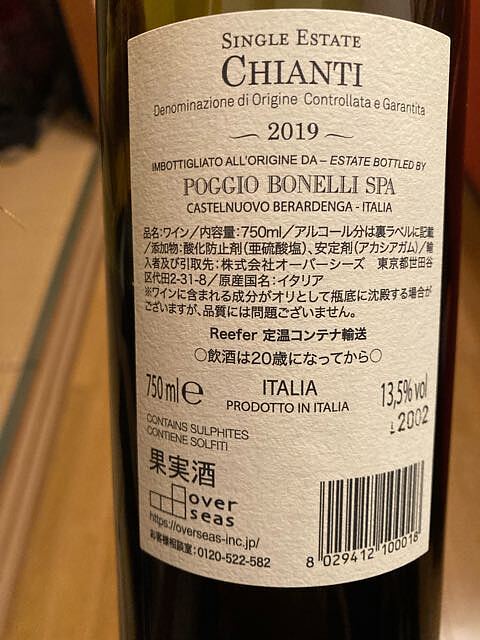 SINGLE ESTATE
CHIANTI
Denominazione di Origine Controllata e Garantita
2019
IMBOTTIGLIATO ALL'ORIGINE DA – ESTATE BOTTLED BY
POGGIO BONELLI SPA
CASTELNUOVO BERARDENGA - ITALIA
品名:ワイン/内容量:750ml/アルコール分は裏ラベルに記載
/添加物:酸化防止剤(亜硫酸塩)、安定剤(アカシアガム)/輸
入者及び引取先:株式会社オーバーシーズ 東京都世田谷
区代田2-31-8/原産国名:イタリア
※ワインに含まれる成分がオリとして瓶底に沈殿する場合が
ございますが、品質には問題ございません。
Reefer 定温コンテナ輸送
○飲酒は20歳になってから○
750 ml e
ITALIA
PRODOTTO IN ITALIA
13,5% vol
L 2002
CONTAINS SULPHITES
CONTIENE SOLFITI
果実酒
over
seas
https://overseas-inc.jp/
お客様相談室:0120-522-582
8 029412 100018